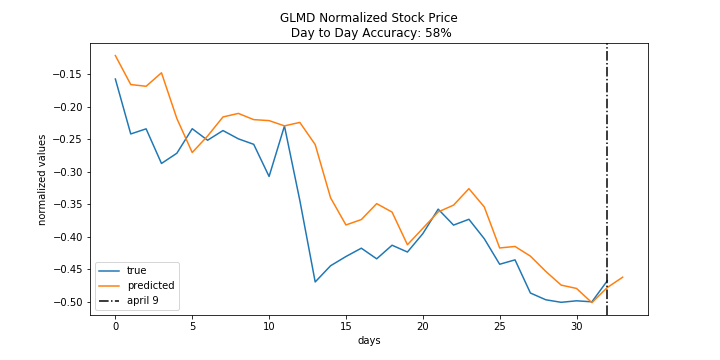 GLMD Normalized Stock Price
Day to Day Accuracy: 58%
normalized values
−0.15
−0.20
−0.25
−0.30
−0.35
−0.40
−0.45
−0.50
true
predicted
april 9
0 5 10 15 20 25 30
days